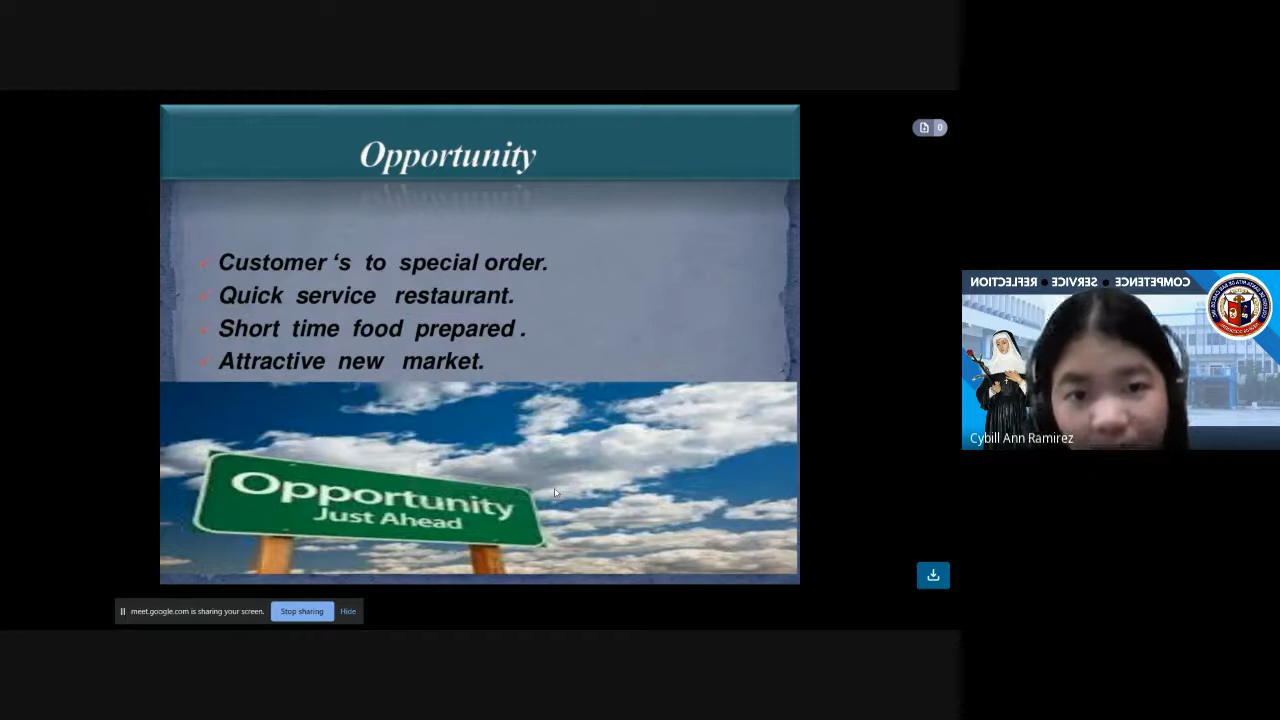 Opportunity
Customer ‘s to special order.
Quick service restaurant.
Short time food prepared .
Attractive new market.
Opportunity
Just Ahead
0
meet.google.com is sharing your screen.
Stop sharing
Hide
COMPETENCE ● SERVICE ● REFLECTION
Cybill Ann Ramirez